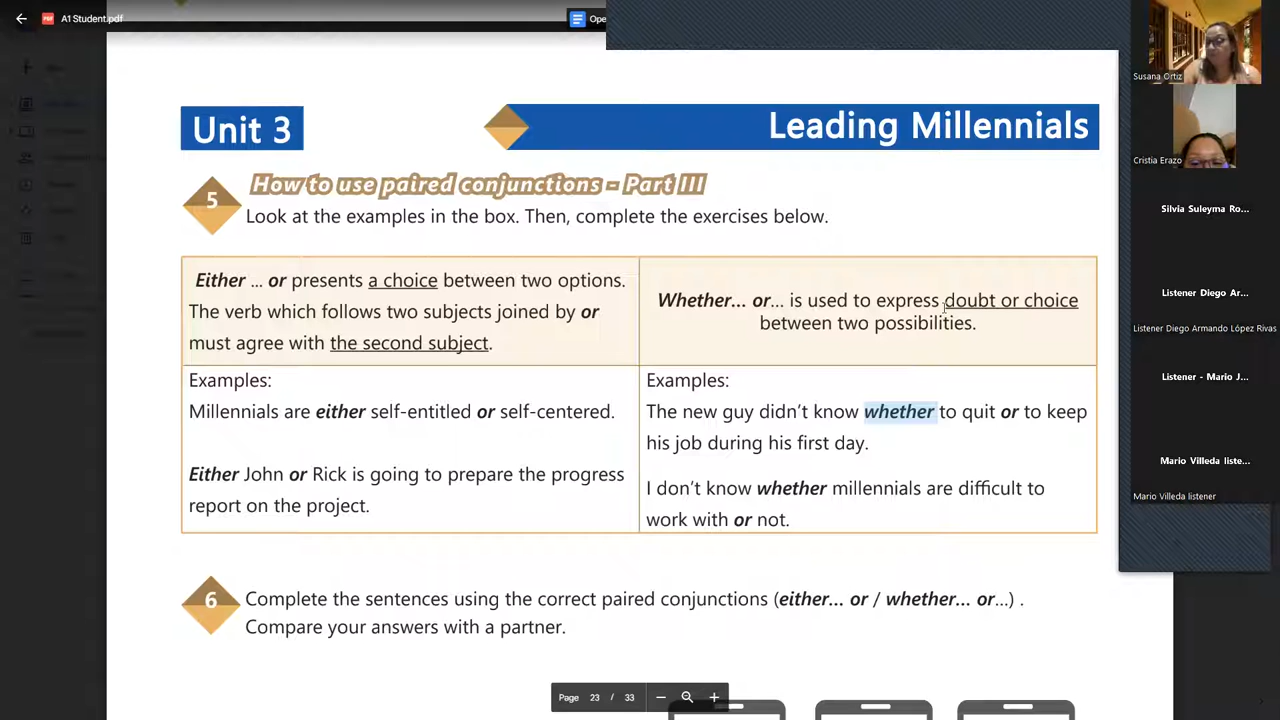 A1 Student.pdf
Ope
Unit 3
Leading Millennials
5
How to use paired conjunctions - Part III
Look at the examples in the box. Then, complete the exercises below.
Either ... or presents a choice between two options.
The verb which follows two subjects joined by or
must agree with the second subject.
Whether... or... is used to express doubt or choice
between two possibilities.
Examples:
Millennials are either self-entitled or self-centered.
Either John or Rick is going to prepare the progress
report on the project.
Examples:
The new guy didn't know whether to quit or to keep
his job during his first day.
I don't know whether millennials are difficult to
work with or not.
6
Complete the sentences using the correct paired conjunctions (either... or / whether... or...) .
Compare your answers with a partner.
Page 23 / 33
Susana Ortiz
Cristia Erazo
Silvia Suleyma Ro...
Listener Diego Ar...
Listener Diego Armando López Rivas
Listener - Mario J...
Mario Villeda liste...
Mario Villeda listener